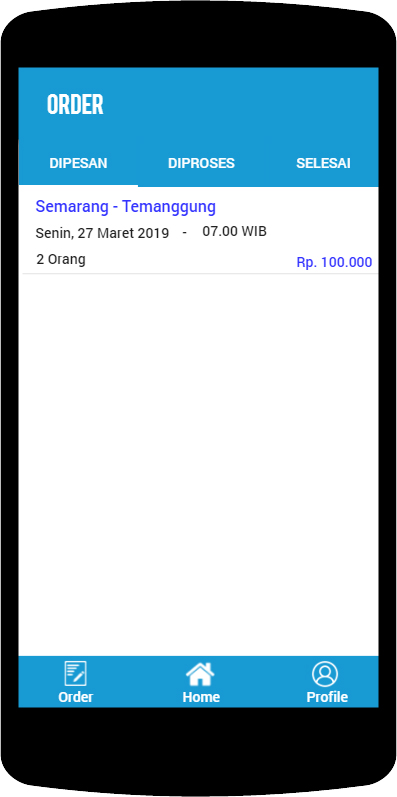 ORDER
DIPESAN DIPROSES SELESAI
Semarang - Temanggung
Senin, 27 Maret 2019 - 07.00 WIB
2 Orang Rp. 100.000
Order Home Profile